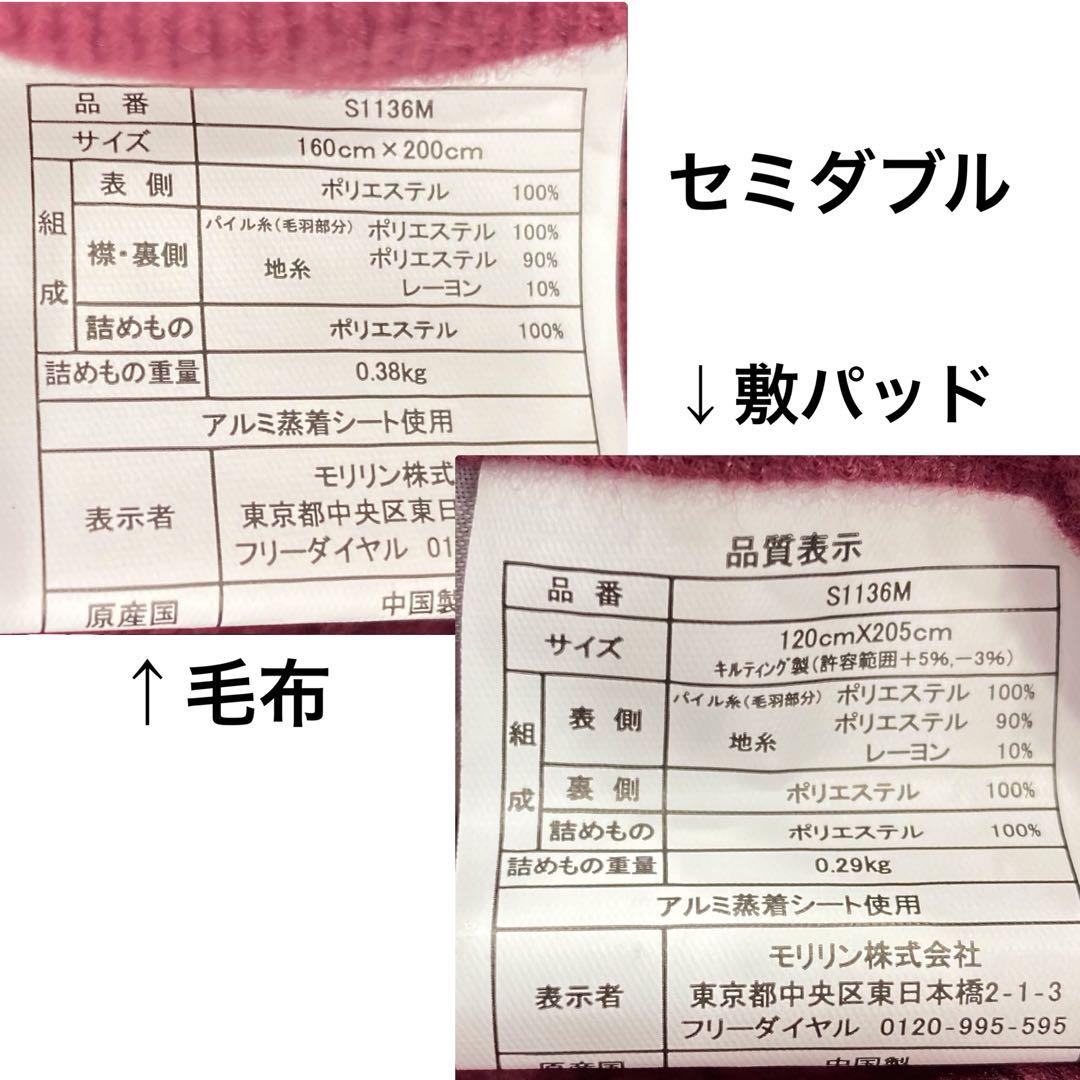 品番 S1136M
サイズ 160cm×200cm
組成
表側 ポリエステル 100%
襟・裏側 パイル糸(毛羽部分) ポリエステル 100%
地糸 ポリエステル 90%
レーヨン 10%
詰めもの ポリエステル 100%
詰めもの重量 0.38kg
アルミ蒸着シート使用
表示者 モリリン株式
東京都中央区東日
フリーダイヤル 01
原産国 中国製
↑毛布
セミダブル
↓敷パッド
品質表示
品番 S1136M
サイズ 120cmX205cm
キルティング製(許容範囲+5%,-3%)
組成
表側 パイル糸(毛羽部分) ポリエステル 100%
地糸 ポリエステル 90%
レーヨン 10%
裏側 ポリエステル 100%
詰めもの ポリエステル 100%
詰めもの重量 0.29kg
アルミ蒸着シート使用
表示者 モリリン株式会社
東京都中央区東日本橋2-1-3
フリーダイヤル 0120-995-595
原産国 中国製